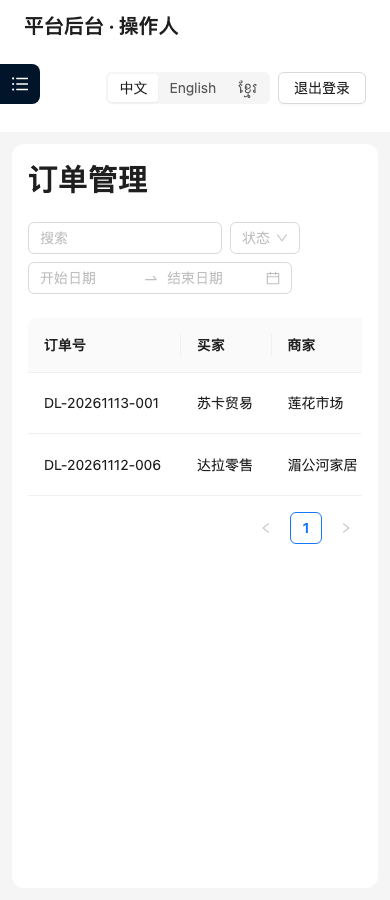 平台后台 · 操作人
中文 English ខ្មែរ 退出登录
订单管理
搜索 状态
开始日期 结束日期
订单号 买家 商家
DL-20261113-001 苏卡贸易 莲花市场
DL-20261112-006 达拉零售 湄公河家居
1